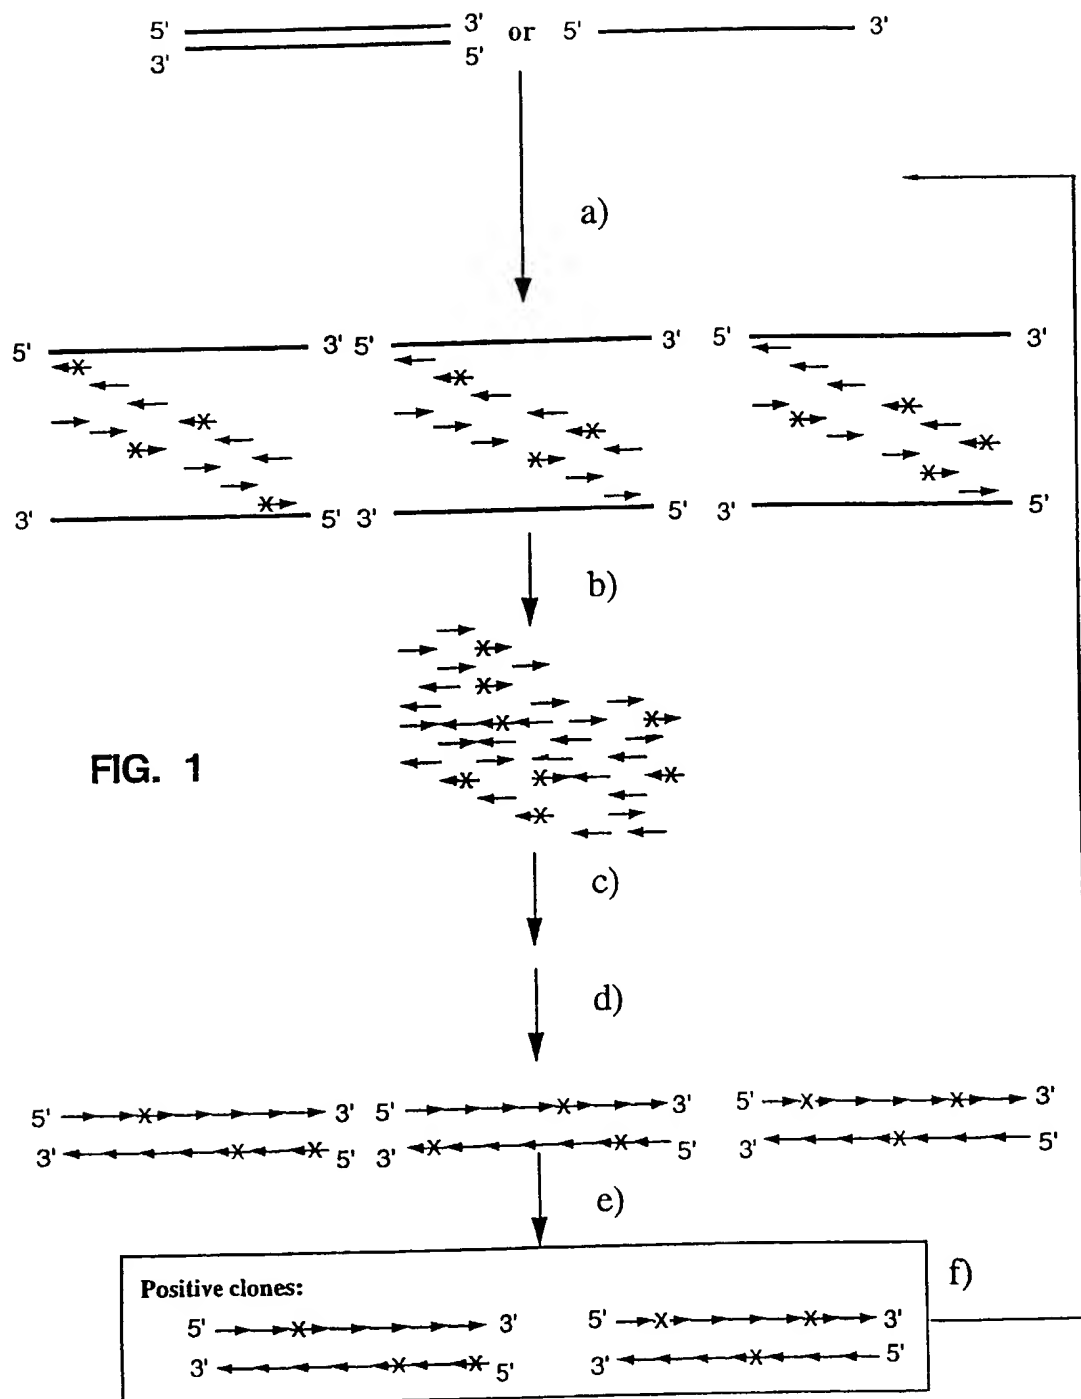 5' 3' or 5' 3'
3' 5'
a)
5' 3' 5' 3' 5' 3'
3' 5' 3' 5' 3' 5'
b)
FIG. 1
c)
d)
5' 3' 5' 3' 5' 3'
3' 5' 3' 5' 3' 5'
e)
f)
Positive clones:
5' 3' 5' 3'
3' 5' 3' 5'